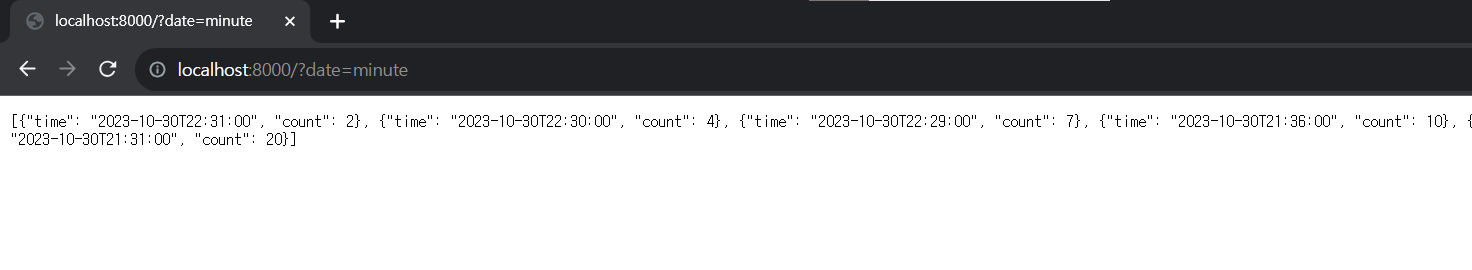 localhost:8000/?date=minute
localhost:8000/?date=minute
[{"time": "2023-10-30T22:31:00", "count": 2}, {"time": "2023-10-30T22:30:00", "count": 4}, {"time": "2023-10-30T22:29:00", "count": 7}, {"time": "2023-10-30T21:36:00", "count": 10}, {
"2023-10-30T21:31:00", "count": 20}]